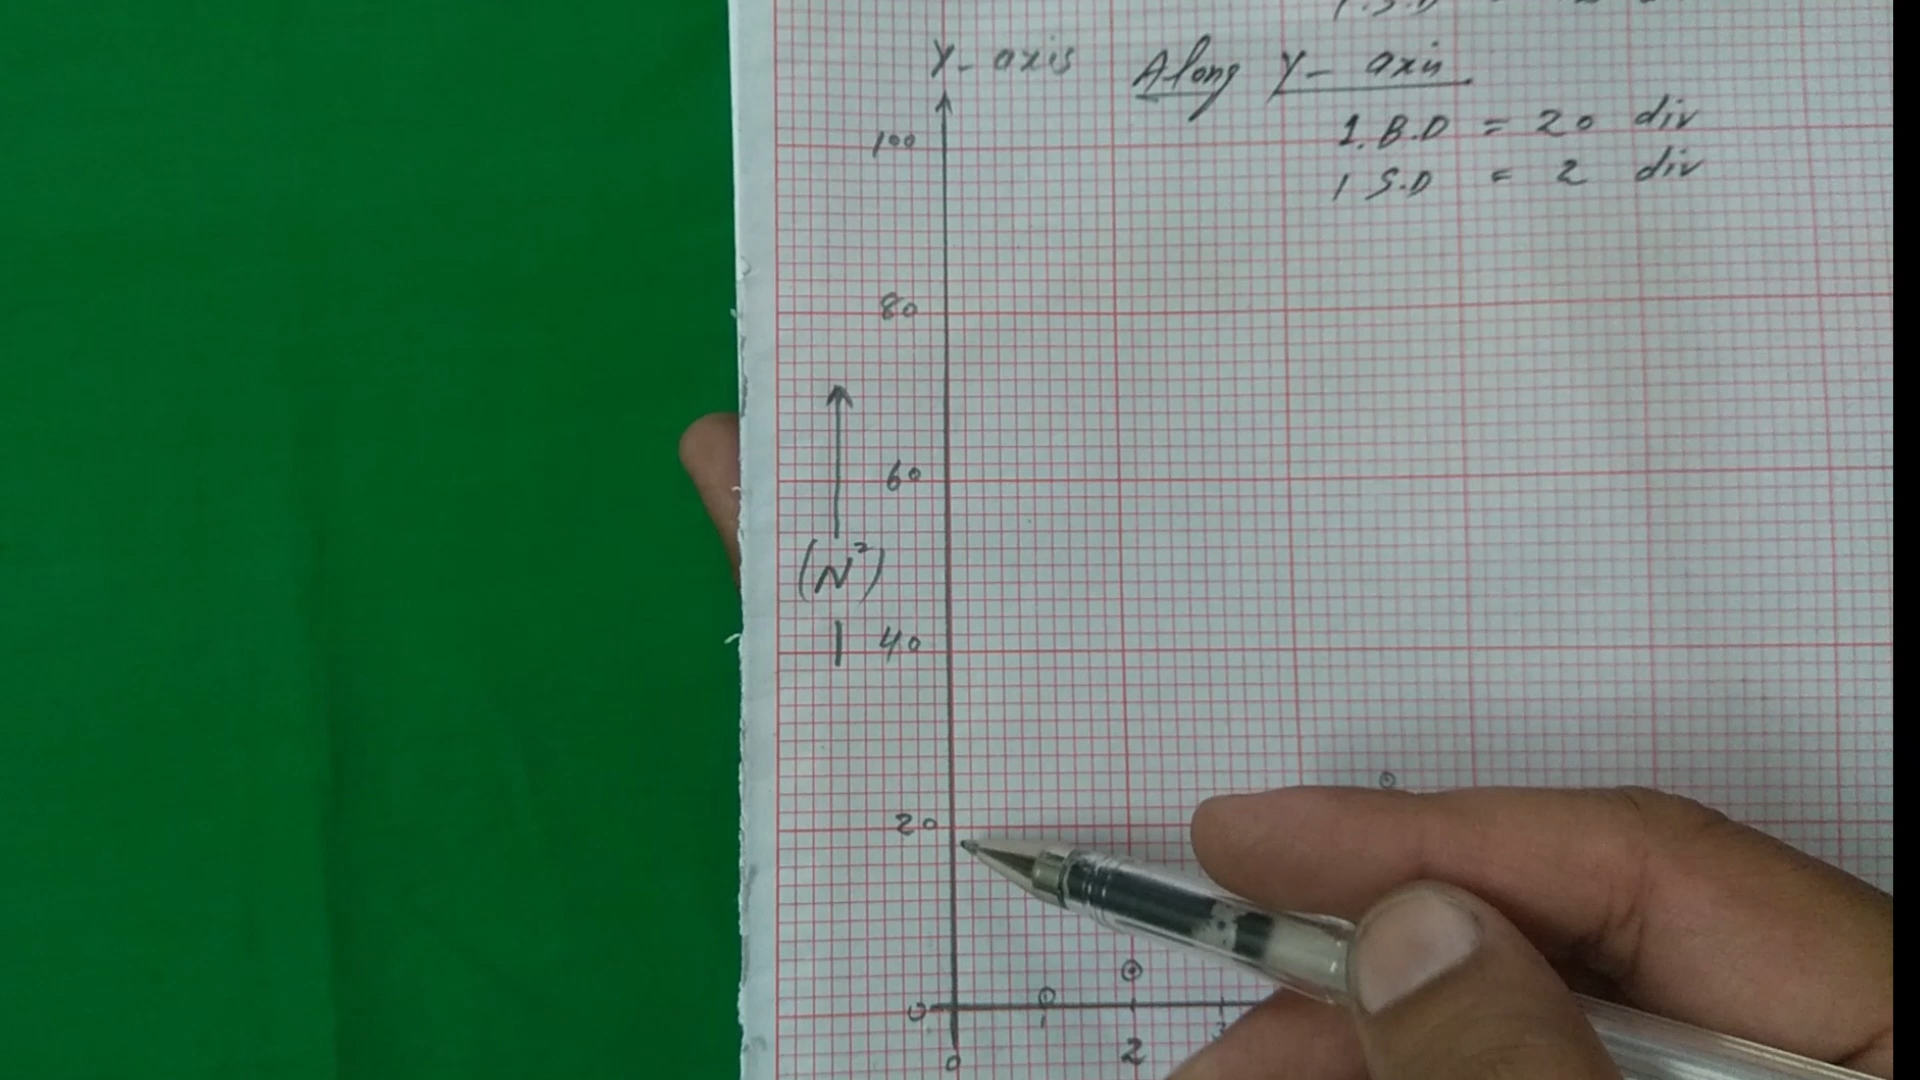 Y-axis Along Y-axis
1.B.D = 20 div
1 S.D = 2 div
100
80
60
(N²)
40
20
0
1
2
3
0